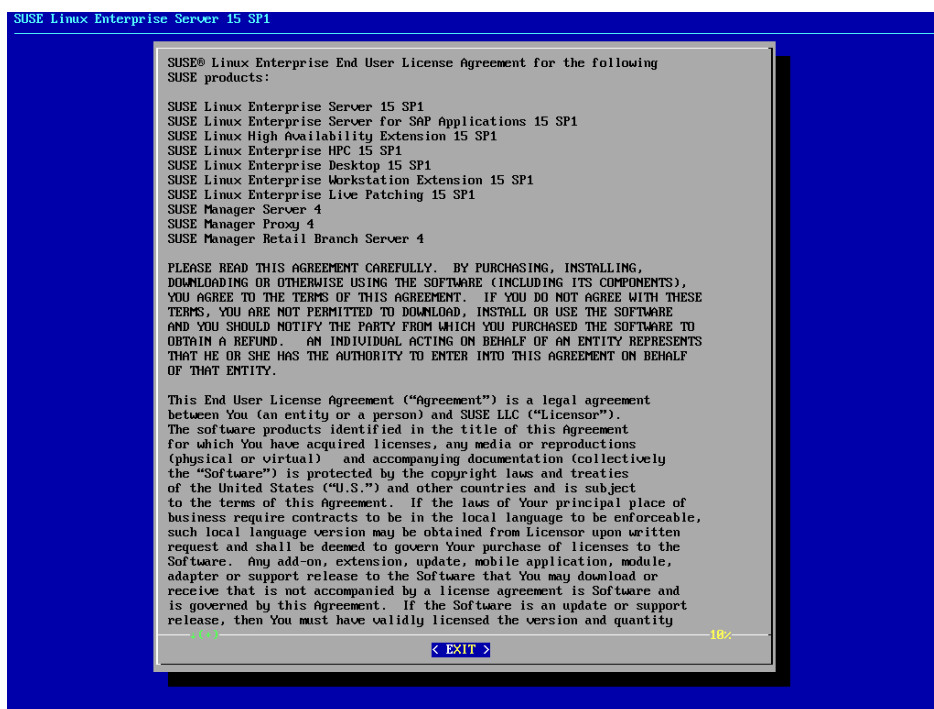 SUSE Linux Enterprise Server 15 SP1
SUSE® Linux Enterprise End User License Agreement for the following
SUSE products:
SUSE Linux Enterprise Server 15 SP1
SUSE Linux Enterprise Server for SAP Applications 15 SP1
SUSE Linux High Availability Extension 15 SP1
SUSE Linux Enterprise HPC 15 SP1
SUSE Linux Enterprise Desktop 15 SP1
SUSE Linux Enterprise Workstation Extension 15 SP1
SUSE Linux Enterprise Live Patching 15 SP1
SUSE Manager Server 4
SUSE Manager Proxy 4
SUSE Manager Retail Branch Server 4
PLEASE READ THIS AGREEMENT CAREFULLY.  BY PURCHASING, INSTALLING,
DOWNLOADING OR OTHERWISE USING THE SOFTWARE (INCLUDING ITS COMPONENTS),
YOU AGREE TO THE TERMS OF THIS AGREEMENT.  IF YOU DO NOT AGREE WITH THESE
TERMS, YOU ARE NOT PERMITTED TO DOWNLOAD, INSTALL OR USE THE SOFTWARE
AND YOU SHOULD NOTIFY THE PARTY FROM WHICH YOU PURCHASED THE SOFTWARE TO
OBTAIN A REFUND.   AN INDIVIDUAL ACTING ON BEHALF OF AN ENTITY REPRESENTS
THAT HE OR SHE HAS THE AUTHORITY TO ENTER INTO THIS AGREEMENT ON BEHALF
OF THAT ENTITY.
This End User License Agreement (“Agreement”) is a legal agreement
between You (an entity or a person) and SUSE LLC (“Licensor”).
The software products identified in the title of this Agreement
for which You have acquired licenses, any media or reproductions
(physical or virtual)   and accompanying documentation (collectively
the “Software”) is protected by the copyright laws and treaties
of the United States (“U.S.”) and other countries and is subject
to the terms of this Agreement.  If the laws of Your principal place of
business require contracts to be in the local language to be enforceable,
such local language version may be obtained from Licensor upon written
request and shall be deemed to govern Your purchase of licenses to the
Software.  Any add-on, extension, update, mobile application, module,
adapter or support release to the Software that You may download or
receive that is not accompanied by a license agreement is Software and
is governed by this Agreement.  If the Software is an update or support
release, then You must have validly licensed the version and quantity
↓(+) 10%
< EXIT >